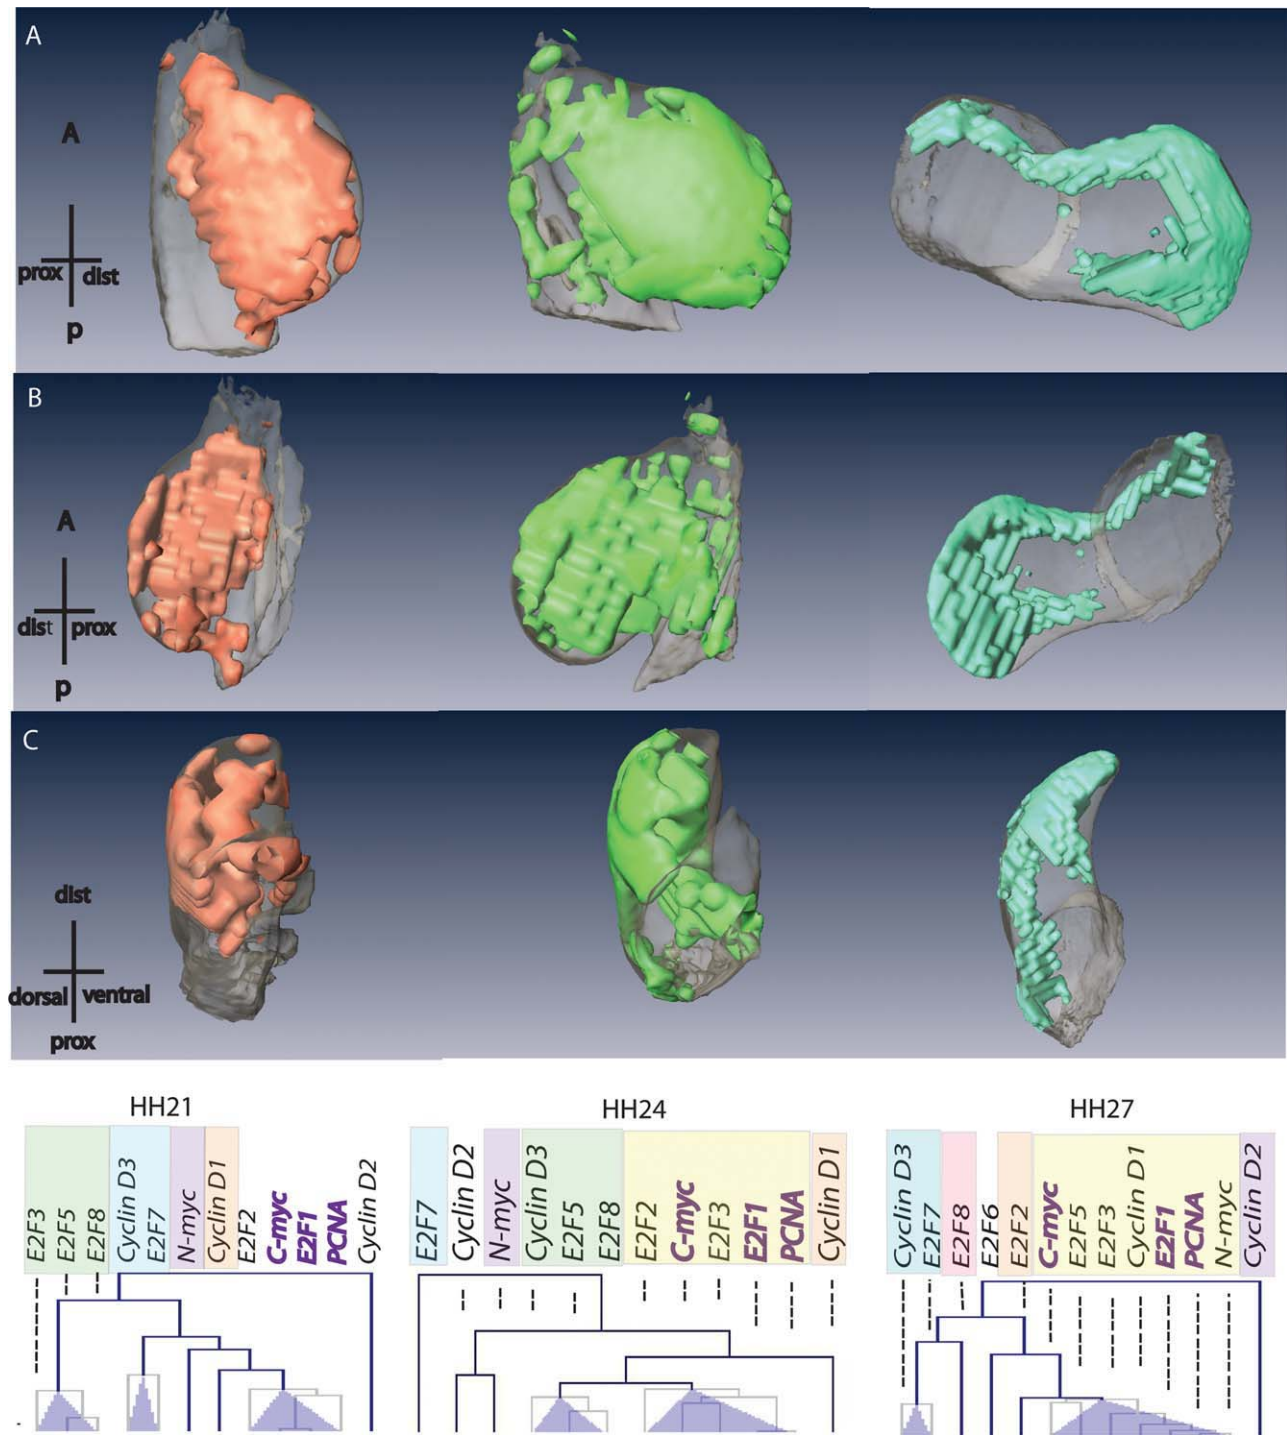 A
A
prox dist
p
B
A
dist prox
p
C
dist
dorsal ventral
prox
HH21 HH24 HH27
E2F3
E2F5
E2F8
Cyclin D3
E2F7
N-myc
Cyclin D1
E2F2
C-myc
E2F1
PCNA
Cyclin D2
E2F7
Cyclin D2
N-myc
Cyclin D3
E2F5
E2F8
E2F2
C-myc
E2F3
E2F1
PCNA
Cyclin D1
Cyclin D3
E2F7
E2F8
E2F6
E2F2
C-myc
E2F5
E2F3
Cyclin D1
E2F1
PCNA
N-myc
Cyclin D2